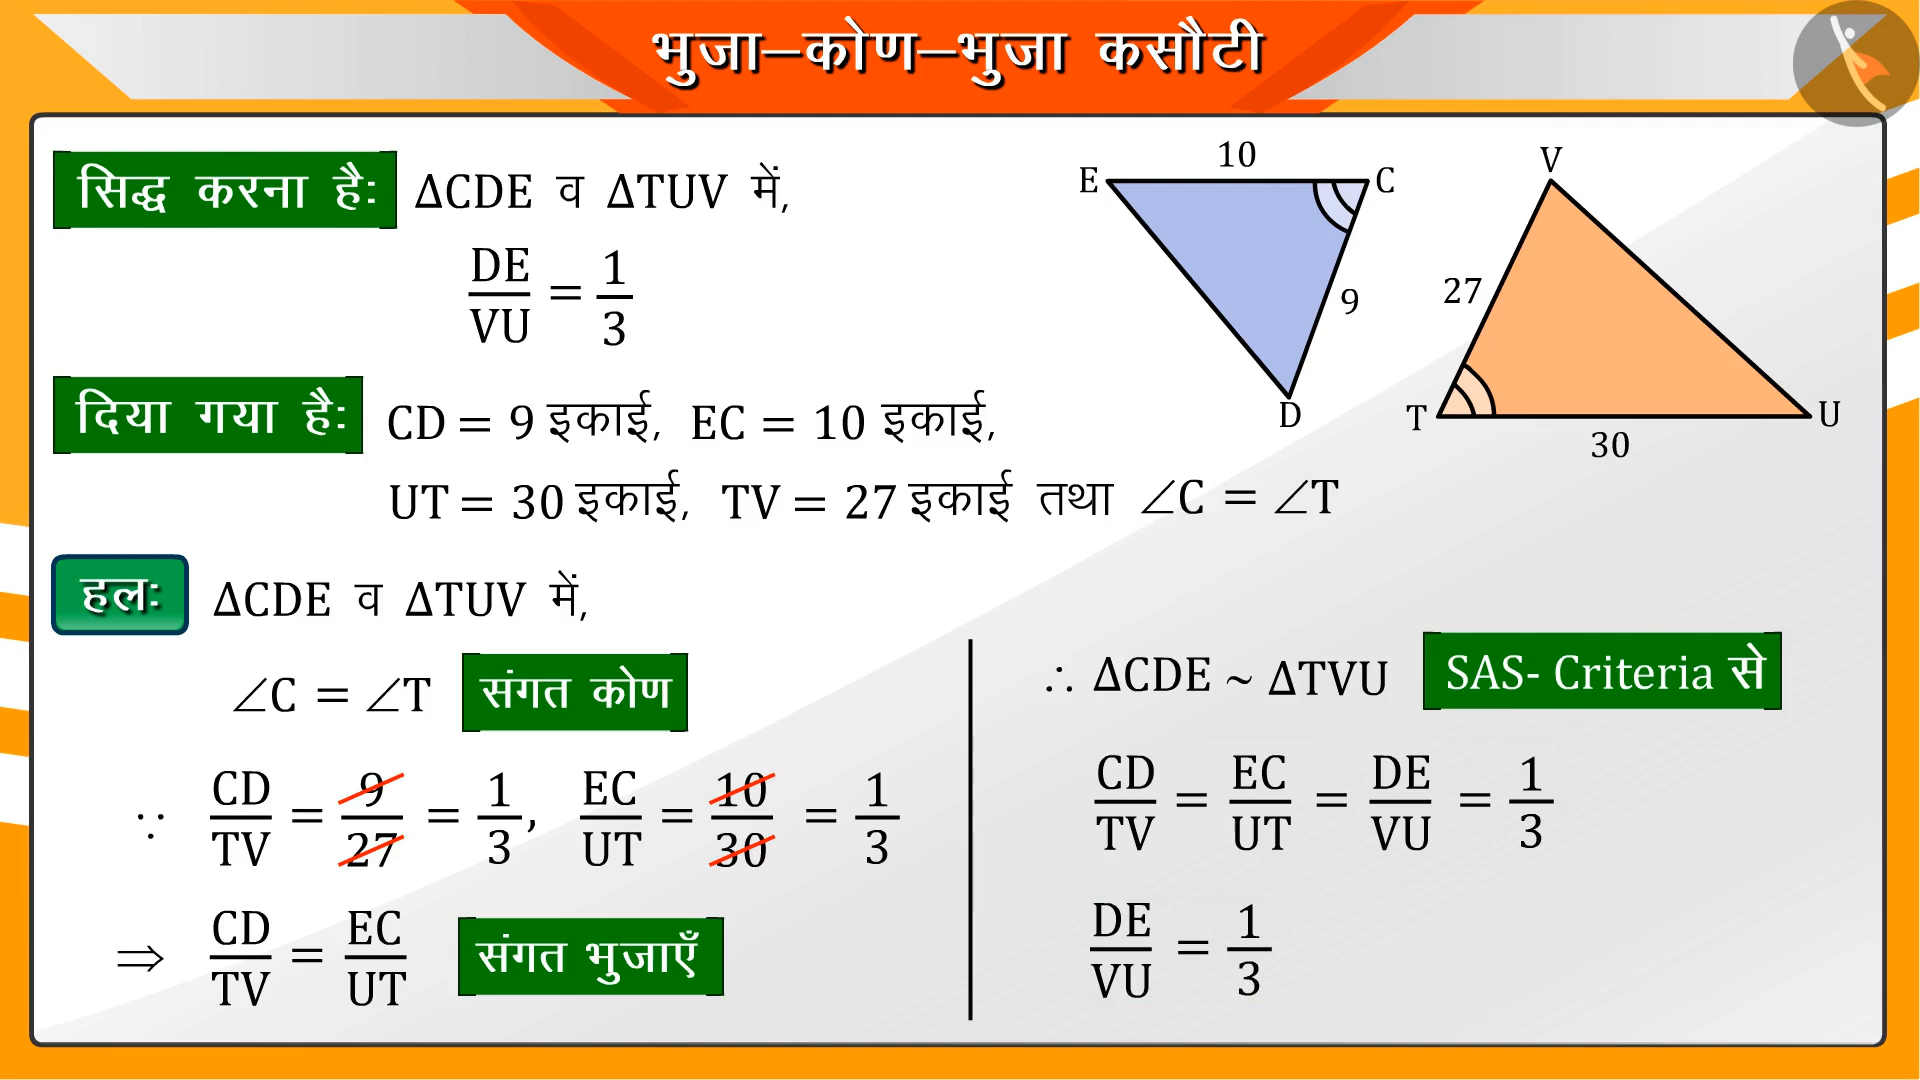 भुजा–कोण–भुजा कसौटी
सिद्ध करना है: ΔCDE व ΔTUV में,
DE/VU = 1/3
दिया गया है: CD = 9 इकाई, EC = 10 इकाई,
UT = 30 इकाई, TV = 27 इकाई तथा ∠C = ∠T
E 10 C
9
D
V
27
T U
30
हल: ΔCDE व ΔTUV में,
∠C = ∠T संगत कोण
∵ CD/TV = 9/27 = 1/3, EC/UT = 10/30 = 1/3
⇒ CD/TV = EC/UT संगत भुजाएँ
∴ ΔCDE ~ ΔTVU SAS- Criteria से
CD/TV = EC/UT = DE/VU = 1/3
DE/VU = 1/3